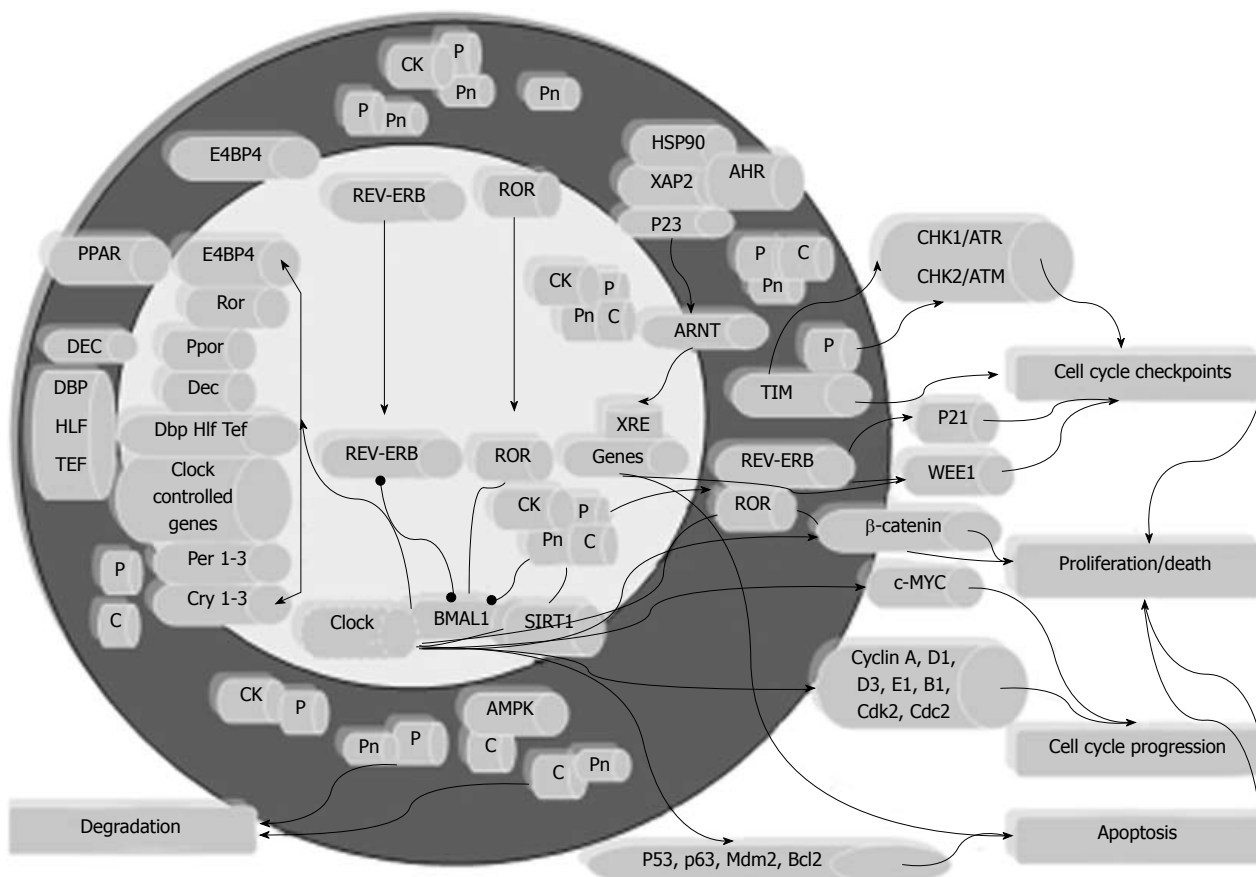 P
CK
Pn
Pn
P
Pn
E4BP4
HSP90
XAP2
AHR
P23
REV-ERB
ROR
PPAR
E4BP4
Ror
CK
P
Pn
C
ARNT
P
C
Pn
CHK1/ATR
CHK2/ATM
DEC
Ppor
Dec
P
TIM
Cell cycle checkpoints
DBP
HLF
TEF
Dbp Hlf Tef
XRE
Genes
P21
REV-ERB
ROR
REV-ERB
WEE1
ROR
Clock
controlled
genes
CK
P
Pn
C
β-catenin
Per 1-3
Cry 1-3
P
C
Proliferation/death
c-MYC
Clock
BMAL1
SIRT1
Cyclin A, D1,
D3, E1, B1,
Cdk2, Cdc2
CK
P
AMPK
C
Pn
P
C
Pn
Cell cycle progression
Degradation
Apoptosis
P53, p63, Mdm2, Bcl2